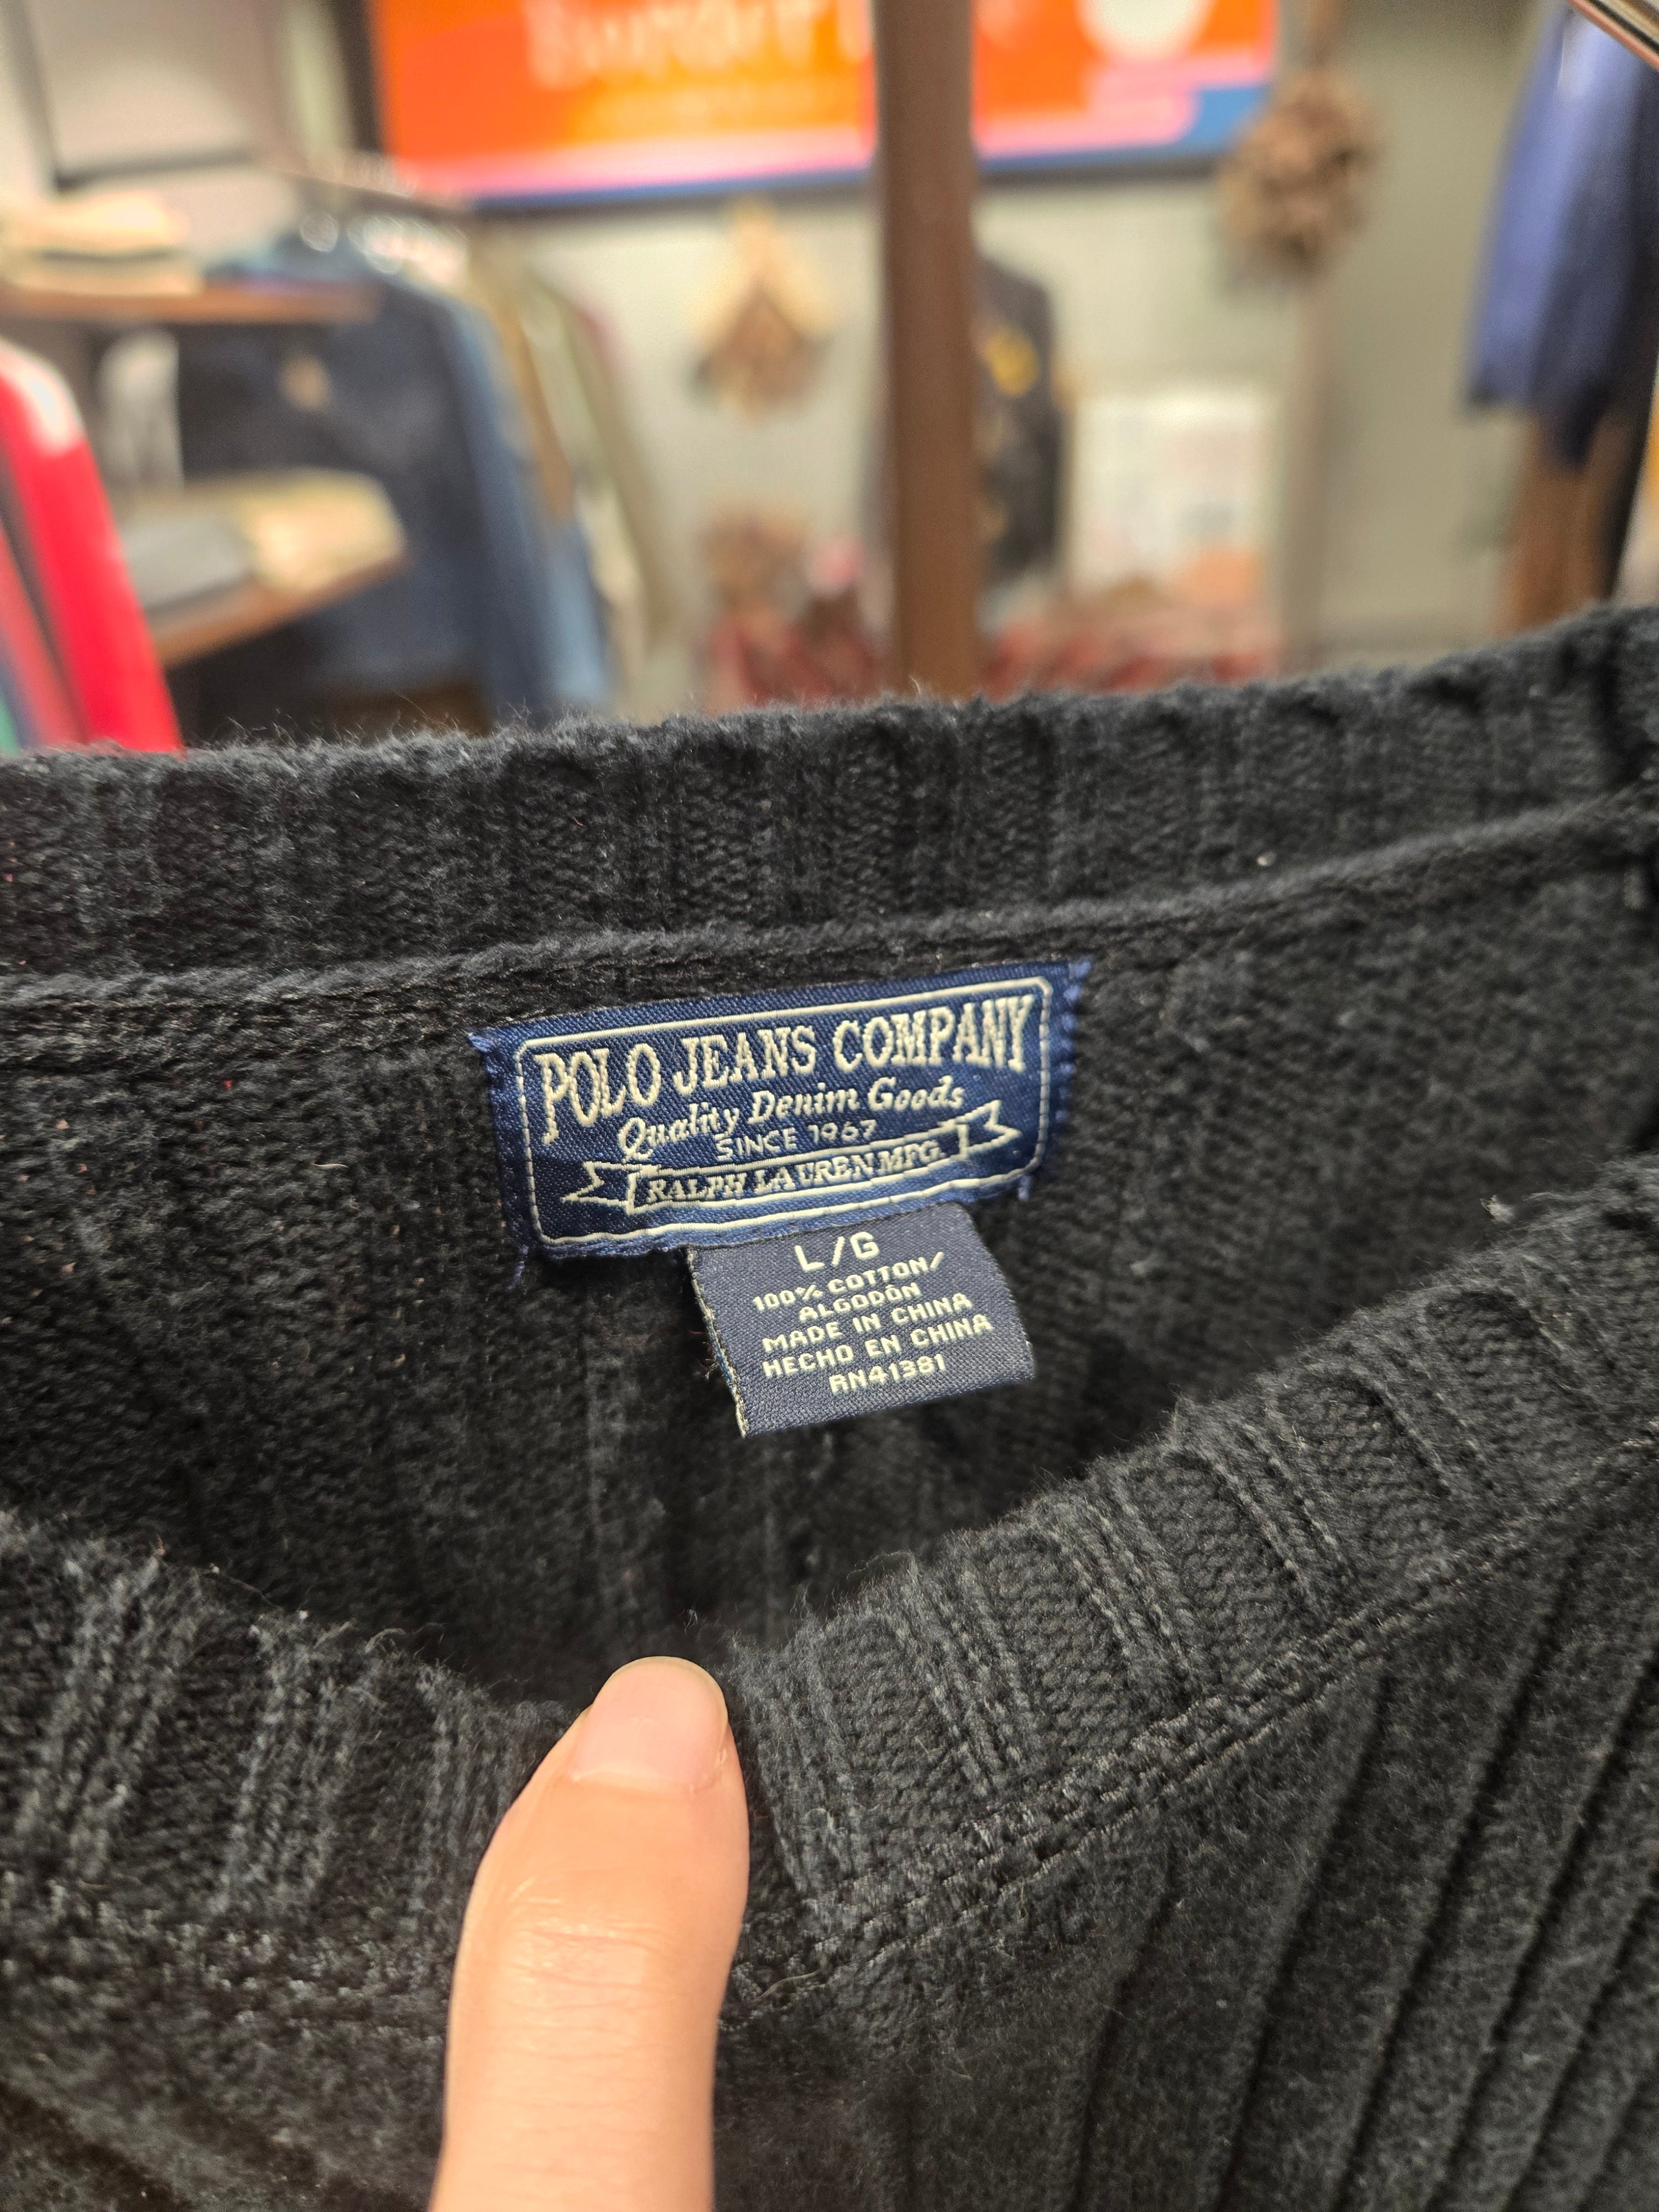 POLO JEANS COMPANY
Quality Denim Goods
SINCE 1967
RALPH LAUREN MFG.
L/G
100% COTTON/
ALGODÓN
MADE IN CHINA
HECHO EN CHINA
RN41381